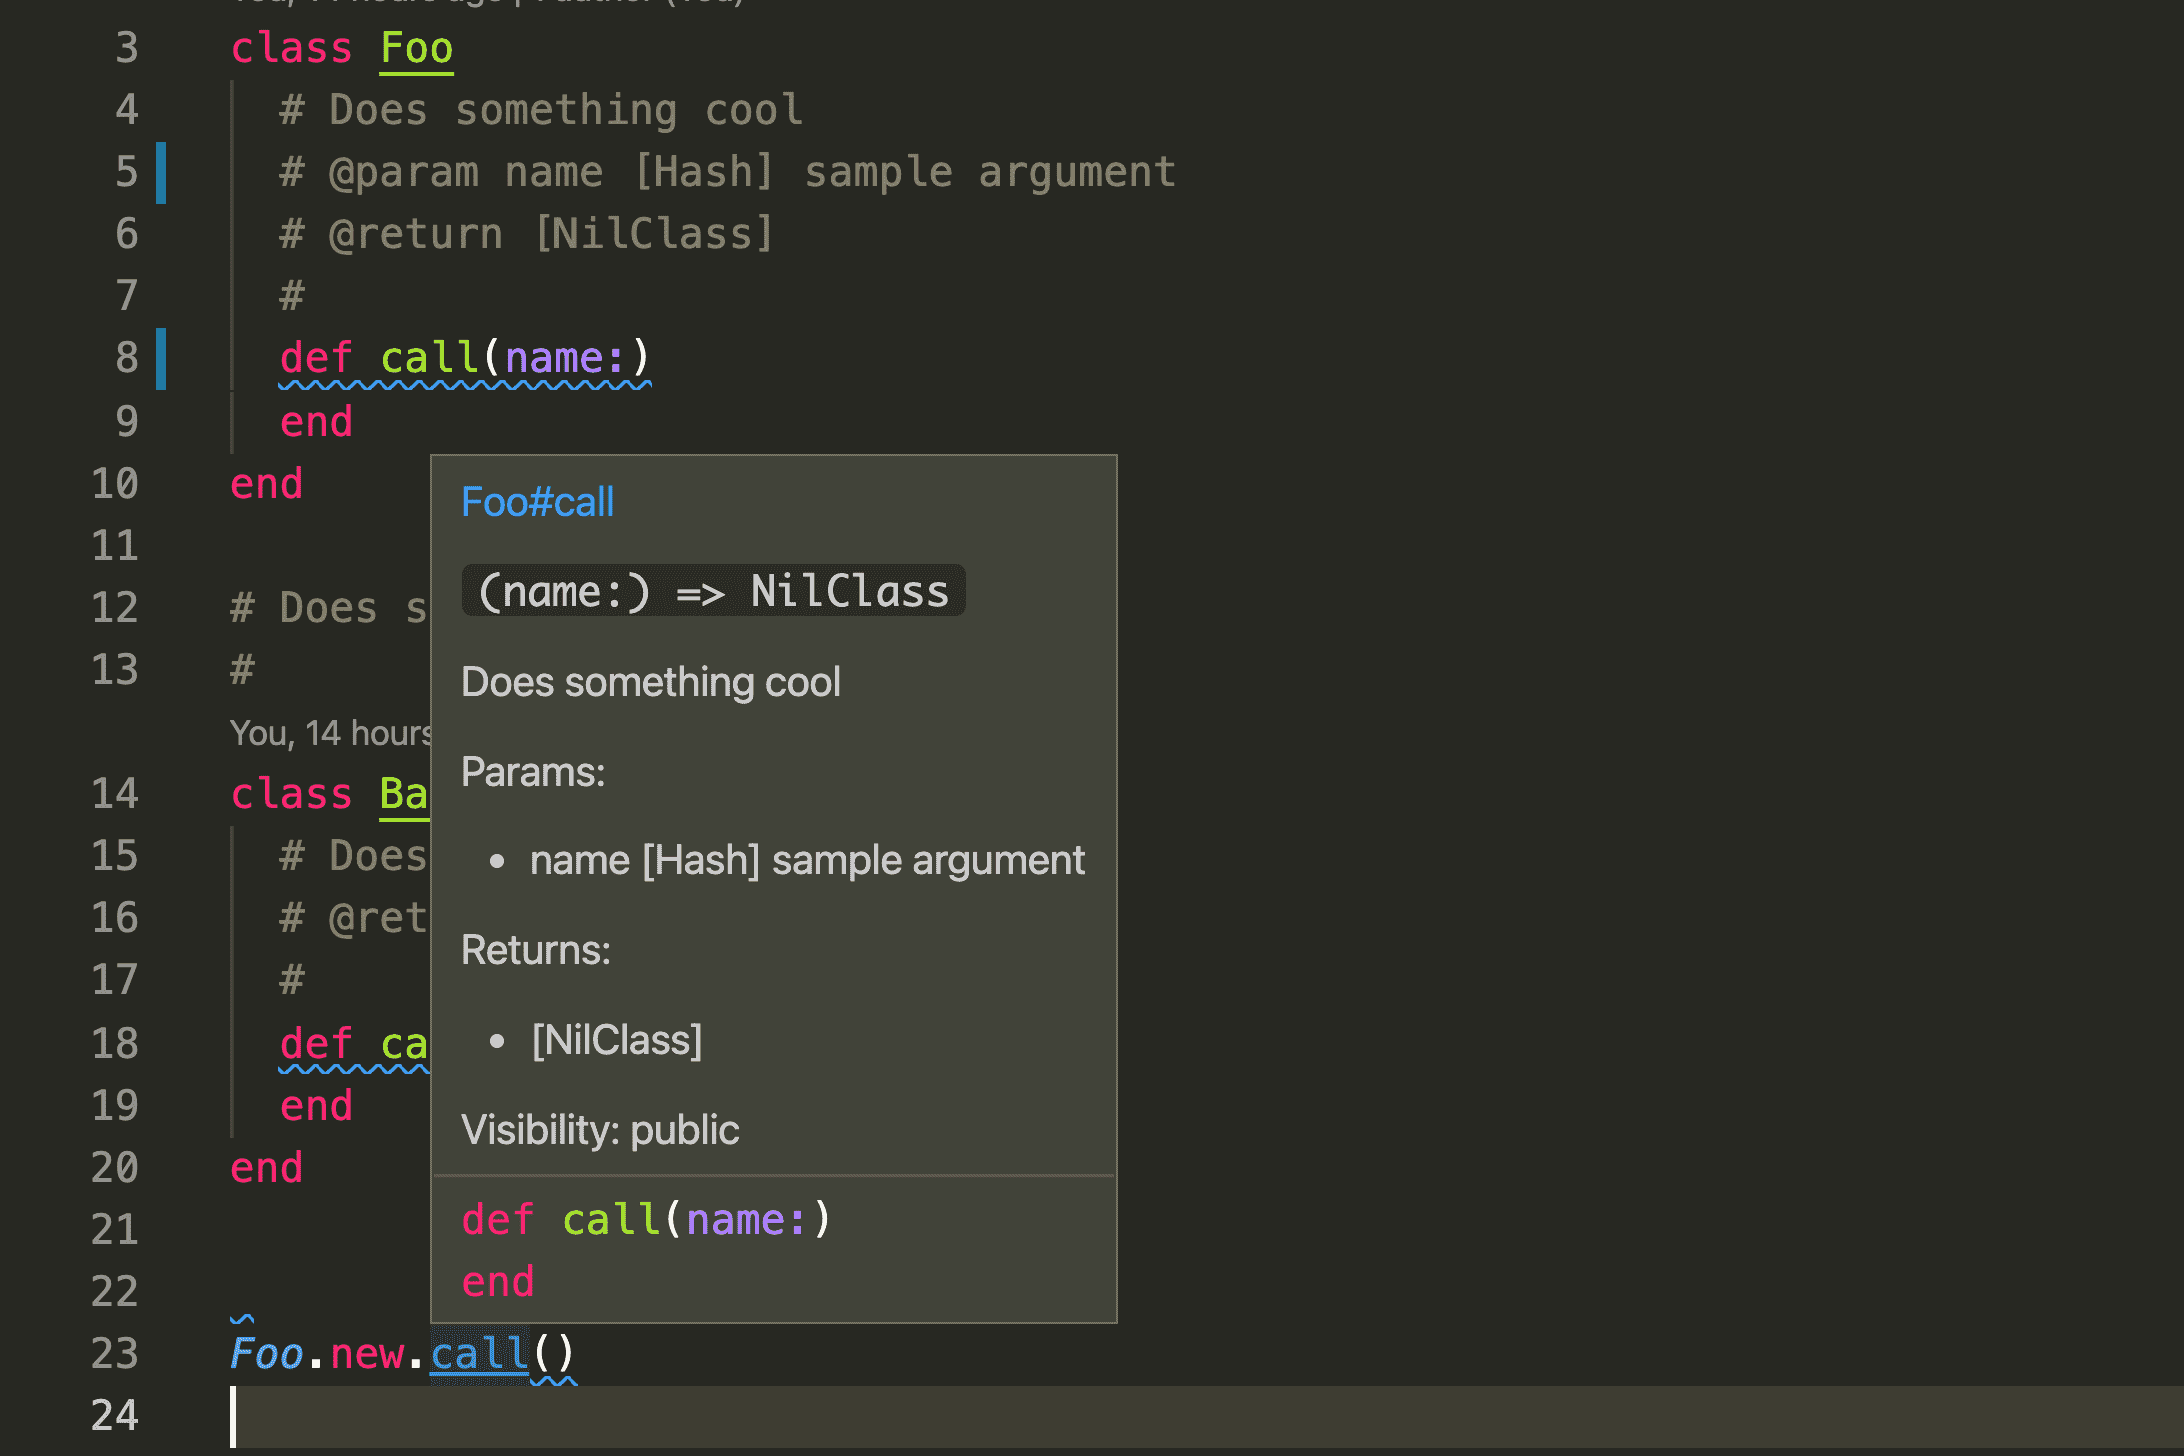 3 class Foo
4 # Does something cool
5 # @param name [Hash] sample argument
6 # @return [NilClass]
7 #
8 def call(name:)
9 end
10 end
11
12 # Does s
13 #
You, 14 hours
14 class Ba
15 # Does
16 # @ret
17 #
18 def ca
19 end
20 end
21
22
Foo#call
(name:) => NilClass
Does something cool
Params:
• name [Hash] sample argument
Returns:
• [NilClass]
Visibility: public
def call(name:)
end
23 Foo.new.call()
24